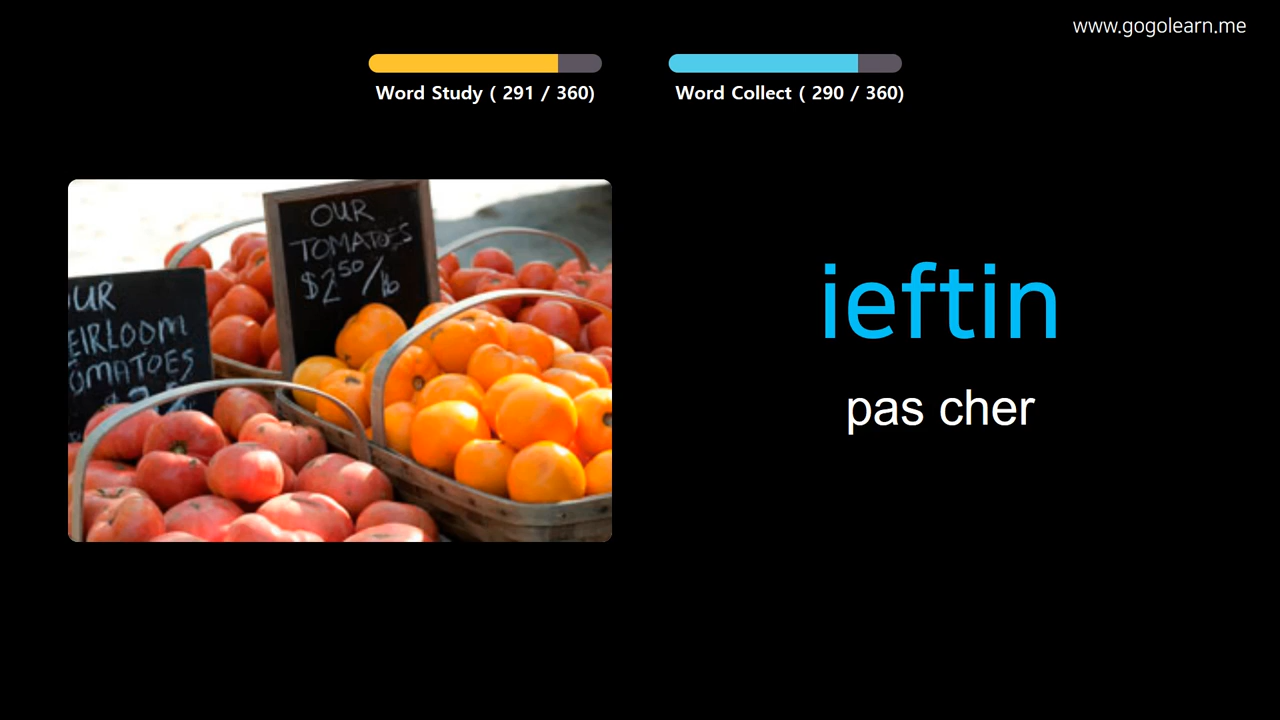 www.gogolearn.me
Word Study ( 291 / 360)
Word Collect ( 290 / 360)
OUR
TOMATOES
$2.50/lb
UR
EIRLOOM
OMATOES
ieftin
pas cher